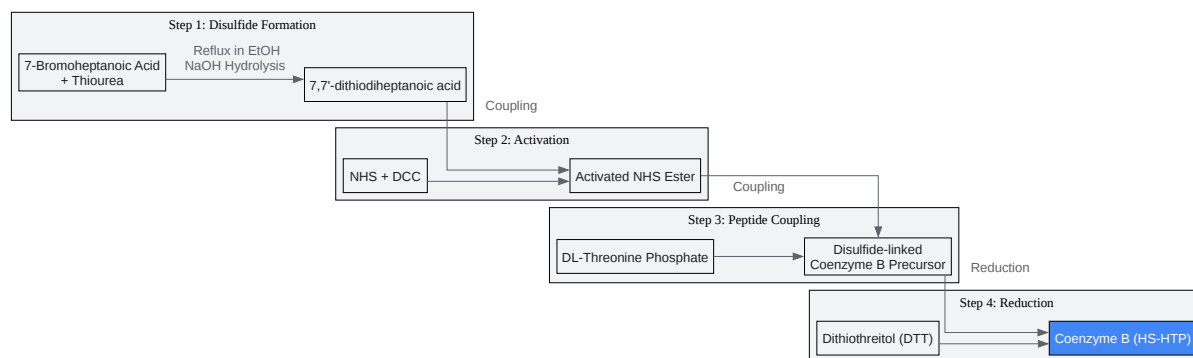 Step 1: Disulfide Formation
7-Bromoheptanoic Acid
+ Thiourea
Reflux in EtOH
NaOH Hydrolysis
7,7'-dithiodiheptanoic acid
Coupling
Step 2: Activation
NHS + DCC
Activated NHS Ester
Coupling
Step 3: Peptide Coupling
DL-Threonine Phosphate
Disulfide-linked
Coenzyme B Precursor
Reduction
Step 4: Reduction
Dithiothreitol (DTT)
Coenzyme B (HS-HTP)